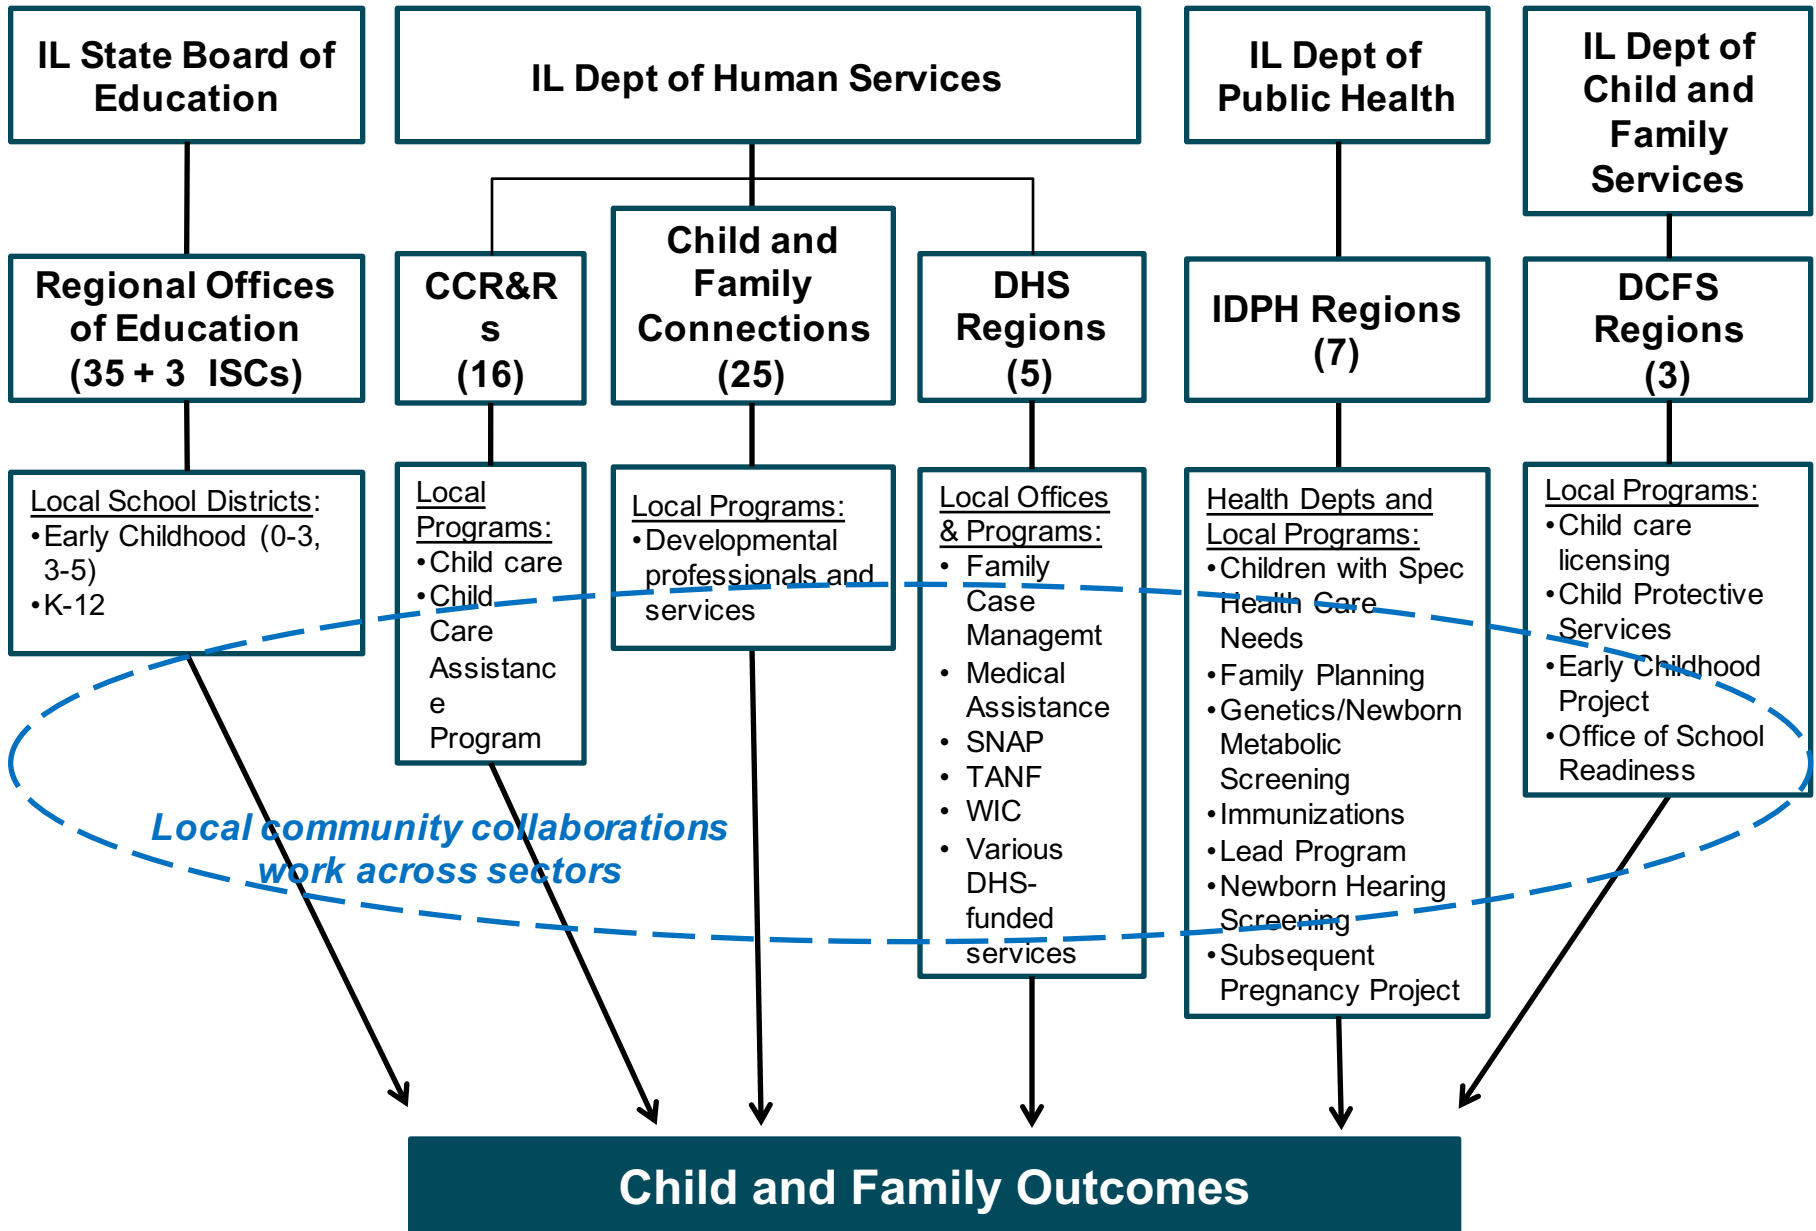 IL State Board of
Education
IL Dept of Human Services
IL Dept of
Public Health
IL Dept of
Child and
Family
Services
Regional Offices
of Education
(35 + 3 ISCs)
CCR&R
s
(16)
Child and
Family
Connections
(25)
DHS
Regions
(5)
IDPH Regions
(7)
DCFS
Regions
(3)
Local School Districts:
•Early Childhood (0-3,
3-5)
•K-12
Local
Programs:
•Child care
•Child
Care
Assistanc
e
Program
Local Programs:
•Developmental
professionals and
services
Local Offices
& Programs:
• Family
Case
Managemt
• Medical
Assistance
• SNAP
• TANF
• WIC
• Various
DHS-
funded
services
Health Depts and
Local Programs:
•Children with Spec
Health Care
Needs
•Family Planning
•Genetics/Newborn
Metabolic
Screening
•Immunizations
•Lead Program
•Newborn Hearing
Screening
•Subsequent
Pregnancy Project
Local Programs:
•Child care
licensing
•Child Protective
Services
•Early Childhood
Project
•Office of School
Readiness
Local community collaborations
work across sectors
Child and Family Outcomes